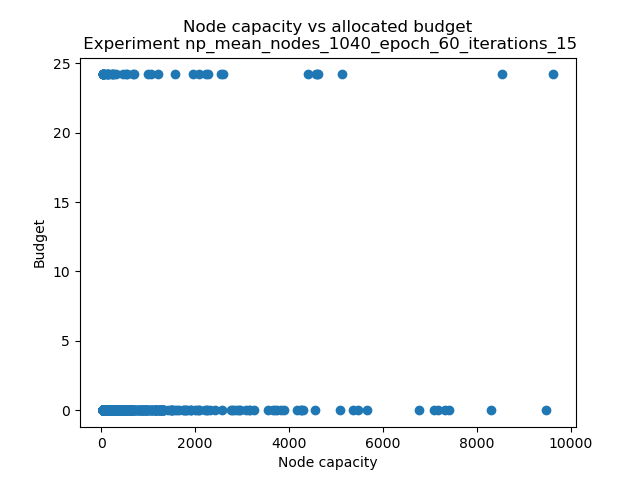 Node capacity vs allocated budget
Experiment np_mean_nodes_1040_epoch_60_iterations_15
25
20
15
10
5
0
Budget
0 2000 4000 6000 8000 10000
Node capacity